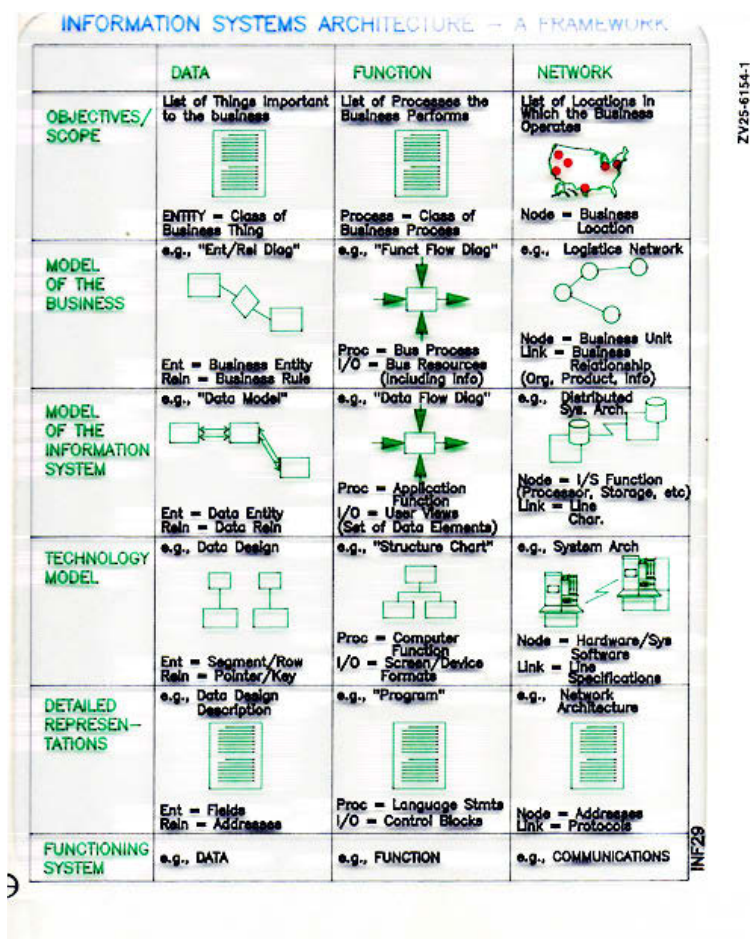 INFORMATION SYSTEMS ARCHITECTURE — A FRAMEWORK
ZV25-6154-1
DATA
FUNCTION
NETWORK
OBJECTIVES/
SCOPE
List of Things Important
to the business
ENTITY = Class of
Business Thing
List of Processes the
Business Performs
Process = Class of
Business Process
List of Locations in
Which the Business
Operates
Node = Business
Location
MODEL
OF THE
BUSINESS
e.g., "Ent/Rel Diag"
Ent = Business Entity
Reln = Business Rule
e.g., "Funct Flow Diag"
Proc = Bus Process
I/O = Bus Resources
(Including Info)
e.g., Logistics Network
Node = Business Unit
Link = Business
Relationship
(Org, Product, Info)
MODEL
OF THE
INFORMATION
SYSTEM
e.g., "Data Model"
Ent = Data Entity
Reln = Data Reln
e.g., "Data Flow Diag"
Proc = Application
Function
I/O = User Views
(Set of Data Elements)
e.g., Distributed
Sys. Arch.
Node = I/S Function
(Processor, Storage, etc)
Link = Line
Char.
TECHNOLOGY
MODEL
e.g., Data Design
Ent = Segment/Row
Reln = Pointer/Key
e.g., "Structure Chart"
Proc = Computer
Function
I/O = Screen/Device
Formats
e.g., System Arch
Node = Hardware/Sys
Software
Link = Line
Specifications
DETAILED
REPRESEN-
TATIONS
e.g., Data Design
Description
Ent = Fields
Reln = Addresses
e.g., "Program"
Proc = Language Stmts
I/O = Control Blocks
e.g., Network
Architecture
Node = Addresses
Link = Protocols
FUNCTIONING
SYSTEM
e.g., DATA
e.g., FUNCTION
e.g., COMMUNICATIONS
INF29